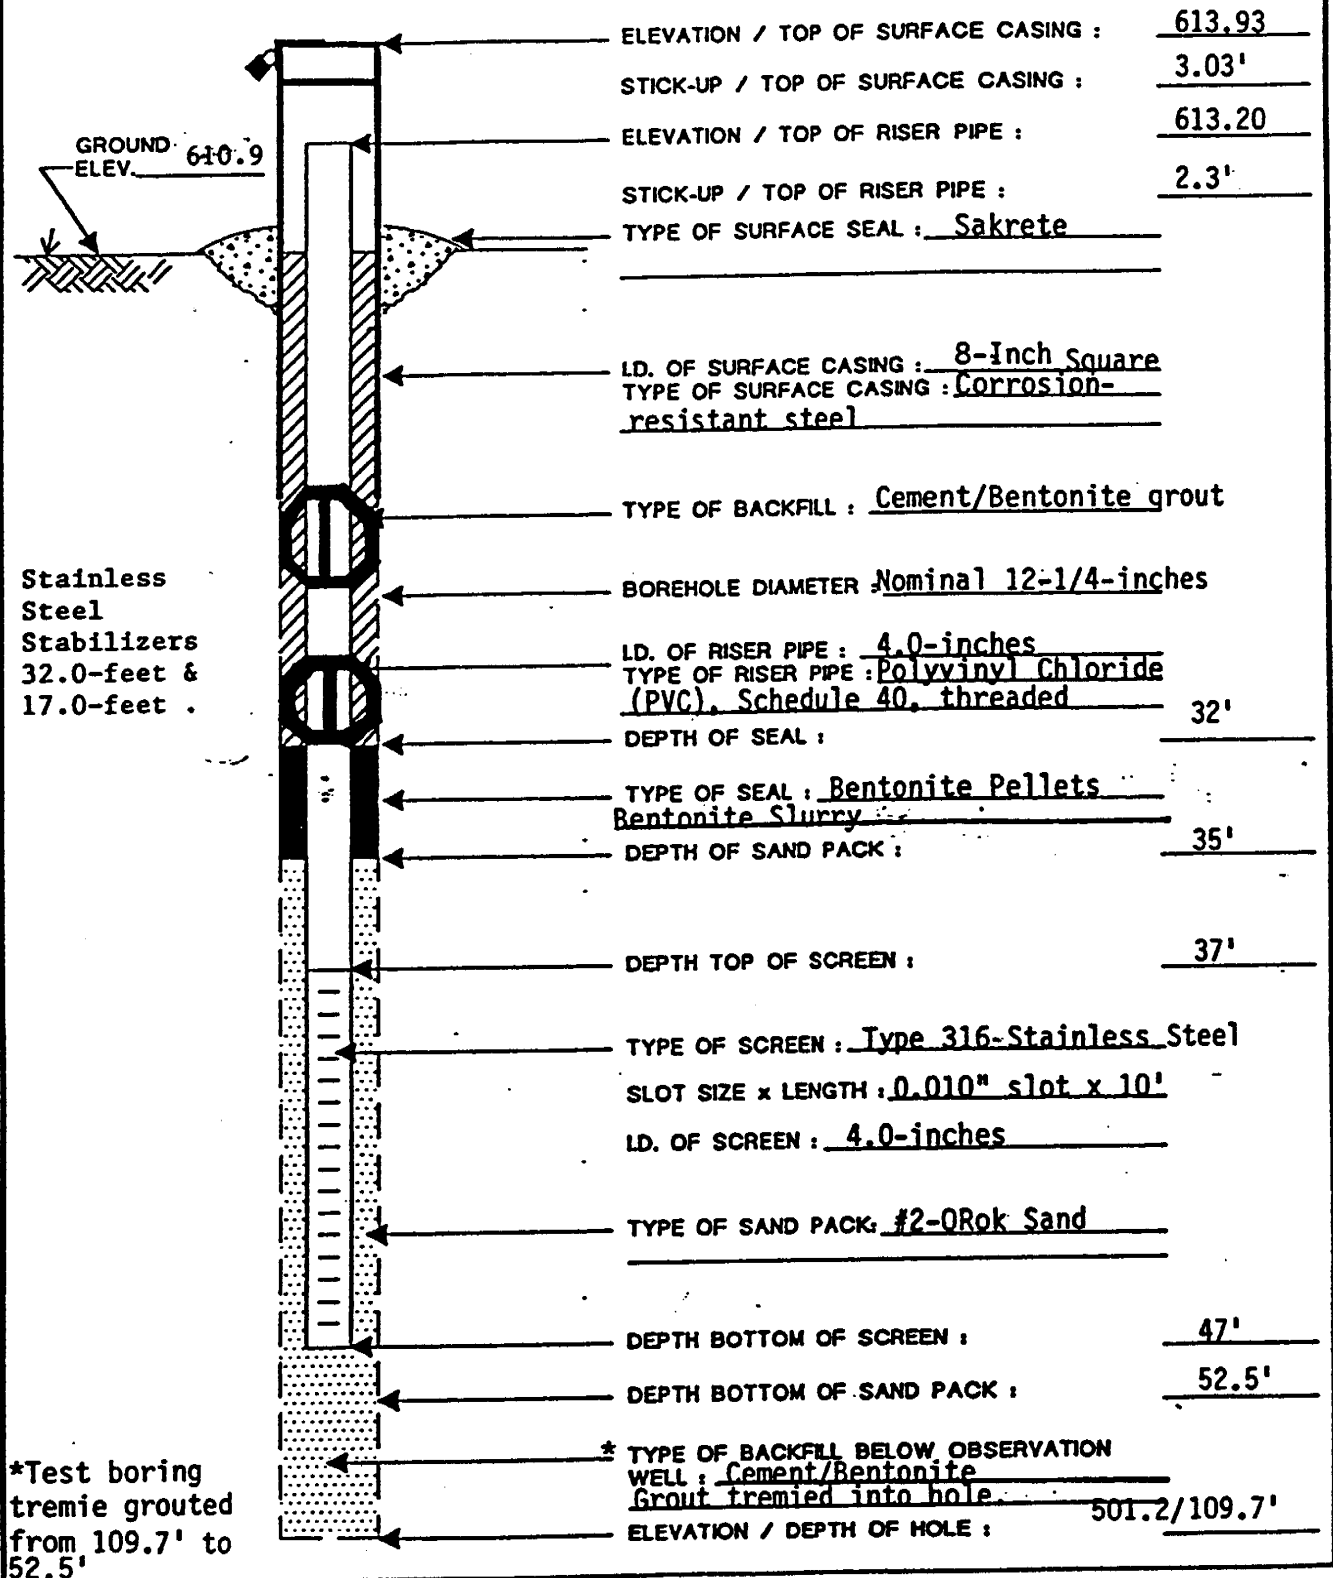 ELEVATION / TOP OF SURFACE CASING : 613.93
STICK-UP / TOP OF SURFACE CASING : 3.03'
ELEVATION / TOP OF RISER PIPE : 613.20
GROUND ELEV. 610.9
STICK-UP / TOP OF RISER PIPE : 2.3'
TYPE OF SURFACE SEAL : Sakrete
I.D. OF SURFACE CASING : 8-Inch Square
TYPE OF SURFACE CASING : Corrosion-
resistant steel
TYPE OF BACKFILL : Cement/Bentonite grout
BOREHOLE DIAMETER : Nominal 12-1/4-inches
Stainless
Steel
Stabilizers
32.0-feet &
17.0-feet .
I.D. OF RISER PIPE : 4.0-inches
TYPE OF RISER PIPE : Polyvinyl Chloride
(PVC), Schedule 40, threaded
DEPTH OF SEAL : 32'
TYPE OF SEAL : Bentonite Pellets
Bentonite Slurry
DEPTH OF SAND PACK : 35'
DEPTH TOP OF SCREEN : 37'
TYPE OF SCREEN : Type 316-Stainless Steel
SLOT SIZE x LENGTH : 0.010" slot x 10'
I.D. OF SCREEN : 4.0-inches
TYPE OF SAND PACK: #2-QRok Sand
DEPTH BOTTOM OF SCREEN : 47'
DEPTH BOTTOM OF SAND PACK : 52.5'
* TYPE OF BACKFILL BELOW OBSERVATION
WELL : Cement/Bentonite
Grout tremied into hole.
ELEVATION / DEPTH OF HOLE : 501.2/109.7'
*Test boring
tremie grouted
from 109.7' to
52.5'